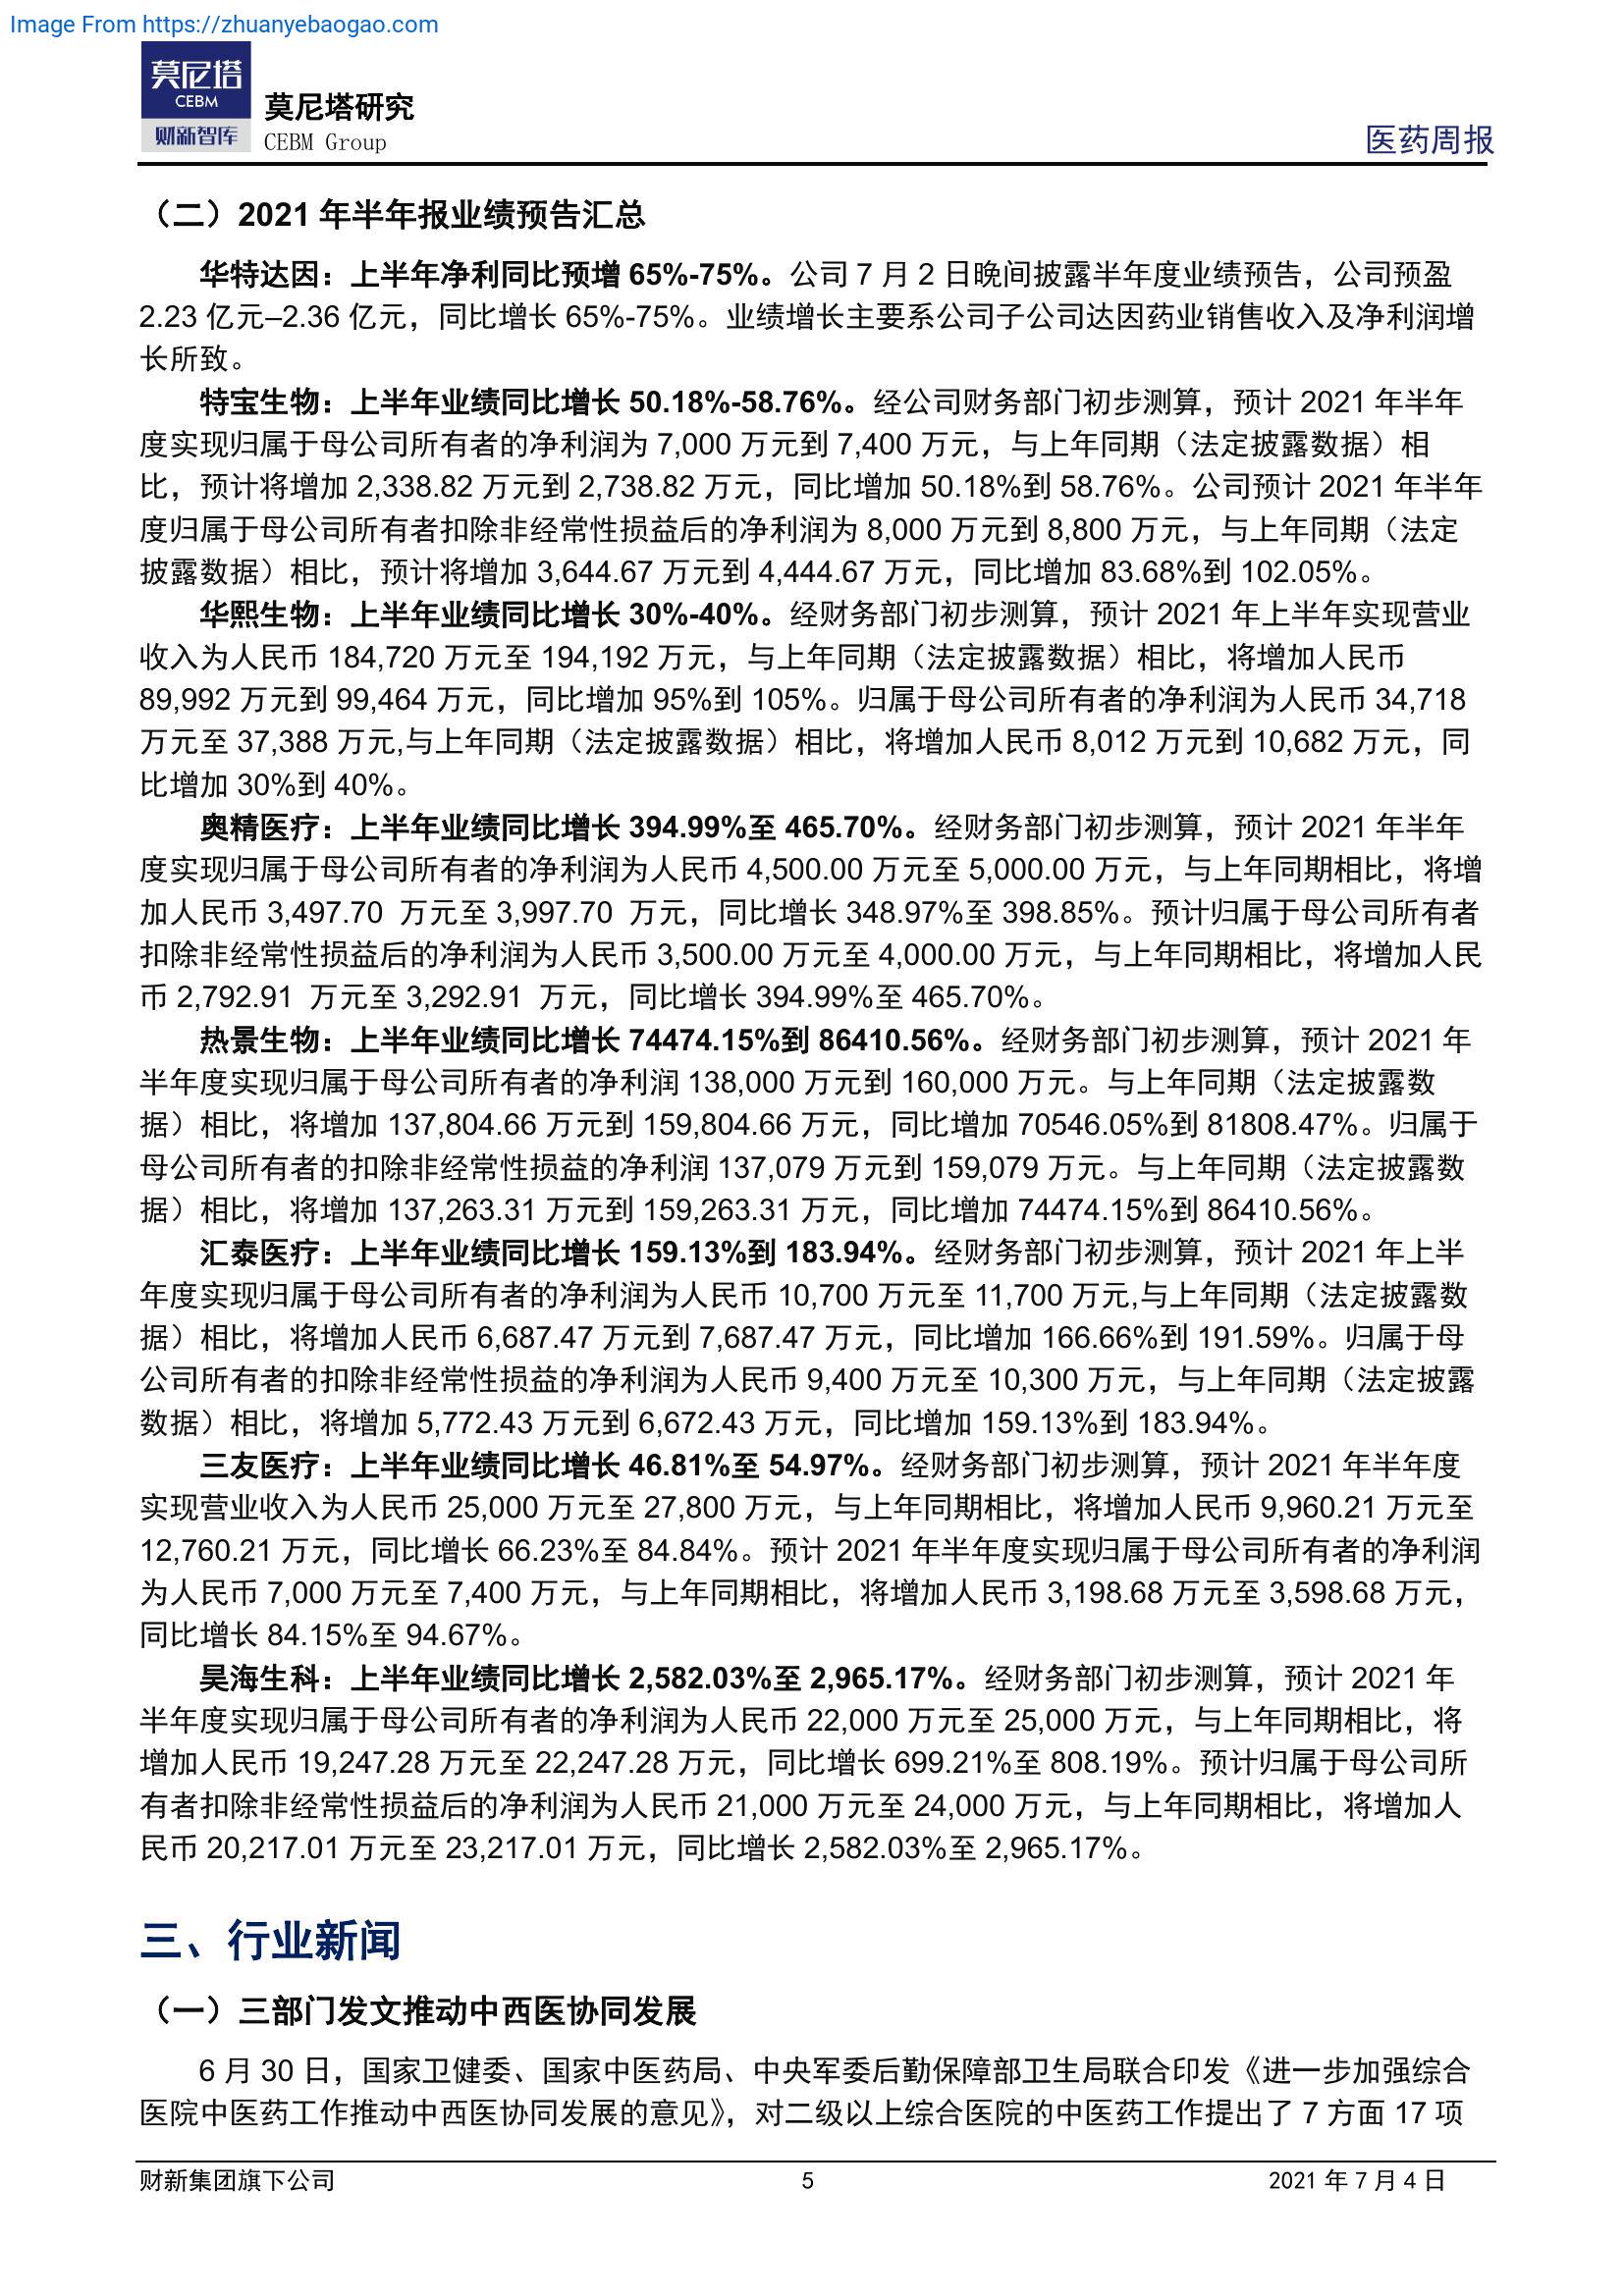 Image From https://zhuanyebaogao.com
莫尼塔
CEBM
财新智库
莫尼塔研究
CEBM Group
医药周报
（二）2021 年半年报业绩预告汇总
华特达因：上半年净利同比预增 65%-75%。公司 7 月 2 日晚间披露半年度业绩预告，公司预盈
2.23 亿元–2.36 亿元，同比增长 65%-75%。业绩增长主要系公司子公司达因药业销售收入及净利润增
长所致。
特宝生物：上半年业绩同比增长 50.18%-58.76%。经公司财务部门初步测算，预计 2021 年半年
度实现归属于母公司所有者的净利润为 7,000 万元到 7,400 万元，与上年同期（法定披露数据）相
比，预计将增加 2,338.82 万元到 2,738.82 万元，同比增加 50.18%到 58.76%。公司预计 2021 年半年
度归属于母公司所有者扣除非经常性损益后的净利润为 8,000 万元到 8,800 万元，与上年同期（法定
披露数据）相比，预计将增加 3,644.67 万元到 4,444.67 万元，同比增加 83.68%到 102.05%。
华熙生物：上半年业绩同比增长 30%-40%。经财务部门初步测算，预计 2021 年上半年实现营业
收入为人民币 184,720 万元至 194,192 万元，与上年同期（法定披露数据）相比，将增加人民币
89,992 万元到 99,464 万元，同比增加 95%到 105%。归属于母公司所有者的净利润为人民币 34,718
万元至 37,388 万元,与上年同期（法定披露数据）相比，将增加人民币 8,012 万元到 10,682 万元，同
比增加 30%到 40%。
奥精医疗：上半年业绩同比增长 394.99%至 465.70%。经财务部门初步测算，预计 2021 年半年
度实现归属于母公司所有者的净利润为人民币 4,500.00 万元至 5,000.00 万元，与上年同期相比，将增
加人民币 3,497.70 万元至 3,997.70 万元，同比增长 348.97%至 398.85%。预计归属于母公司所有者
扣除非经常性损益后的净利润为人民币 3,500.00 万元至 4,000.00 万元，与上年同期相比，将增加人民
币 2,792.91 万元至 3,292.91 万元，同比增长 394.99%至 465.70%。
热景生物：上半年业绩同比增长 74474.15%到 86410.56%。经财务部门初步测算，预计 2021 年
半年度实现归属于母公司所有者的净利润 138,000 万元到 160,000 万元。与上年同期（法定披露数
据）相比，将增加 137,804.66 万元到 159,804.66 万元，同比增加 70546.05%到 81808.47%。归属于
母公司所有者的扣除非经常性损益的净利润 137,079 万元到 159,079 万元。与上年同期（法定披露数
据）相比，将增加 137,263.31 万元到 159,263.31 万元，同比增加 74474.15%到 86410.56%。
汇泰医疗：上半年业绩同比增长 159.13%到 183.94%。经财务部门初步测算，预计 2021 年上半
年度实现归属于母公司所有者的净利润为人民币 10,700 万元至 11,700 万元,与上年同期（法定披露数
据）相比，将增加人民币 6,687.47 万元到 7,687.47 万元，同比增加 166.66%到 191.59%。归属于母
公司所有者的扣除非经常性损益的净利润为人民币 9,400 万元至 10,300 万元，与上年同期（法定披露
数据）相比，将增加 5,772.43 万元到 6,672.43 万元，同比增加 159.13%到 183.94%。
三友医疗：上半年业绩同比增长 46.81%至 54.97%。经财务部门初步测算，预计 2021 年半年度
实现营业收入为人民币 25,000 万元至 27,800 万元，与上年同期相比，将增加人民币 9,960.21 万元至
12,760.21 万元，同比增长 66.23%至 84.84%。预计 2021 年半年度实现归属于母公司所有者的净利润
为人民币 7,000 万元至 7,400 万元，与上年同期相比，将增加人民币 3,198.68 万元至 3,598.68 万元，
同比增长 84.15%至 94.67%。
昊海生科：上半年业绩同比增长 2,582.03%至 2,965.17%。经财务部门初步测算，预计 2021 年
半年度实现归属于母公司所有者的净利润为人民币 22,000 万元至 25,000 万元，与上年同期相比，将
增加人民币 19,247.28 万元至 22,247.28 万元，同比增长 699.21%至 808.19%。预计归属于母公司所
有者扣除非经常性损益后的净利润为人民币 21,000 万元至 24,000 万元，与上年同期相比，将增加人
民币 20,217.01 万元至 23,217.01 万元，同比增长 2,582.03%至 2,965.17%。
三、行业新闻
（一）三部门发文推动中西医协同发展
6 月 30 日，国家卫健委、国家中医药局、中央军委后勤保障部卫生局联合印发《进一步加强综合
医院中医药工作推动中西医协同发展的意见》，对二级以上综合医院的中医药工作提出了 7 方面 17 项
财新集团旗下公司
5
2021 年 7 月 4 日